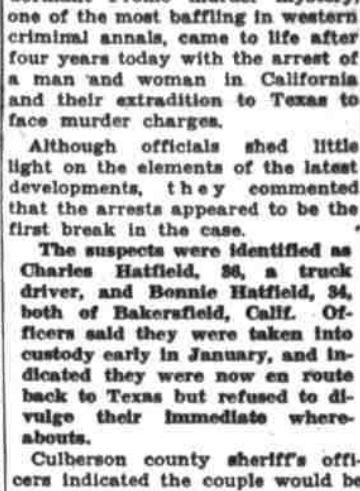 murder mystery,
one of the most baffling in western
criminal annals, came to life after
four years today with the arrest of
a man and woman in California
and their extradition to Texas to
face murder charges.
Although officials shed little
light on the elements of the latest
developments, they commented
that the arrests appeared to be the
first break in the case.
The suspects were identified as
Charles Hatfield, 36, a truck
driver, and Bonnie Hatfield, 34,
both of Bakersfield, Calif. Of-
ficers said they were taken into
custody early in January, and in-
dicated they were now en route
back to Texas but refused to di-
vulge their immediate where-
abouts.
Culberson county sheriff's offi-
cers indicated the couple would be